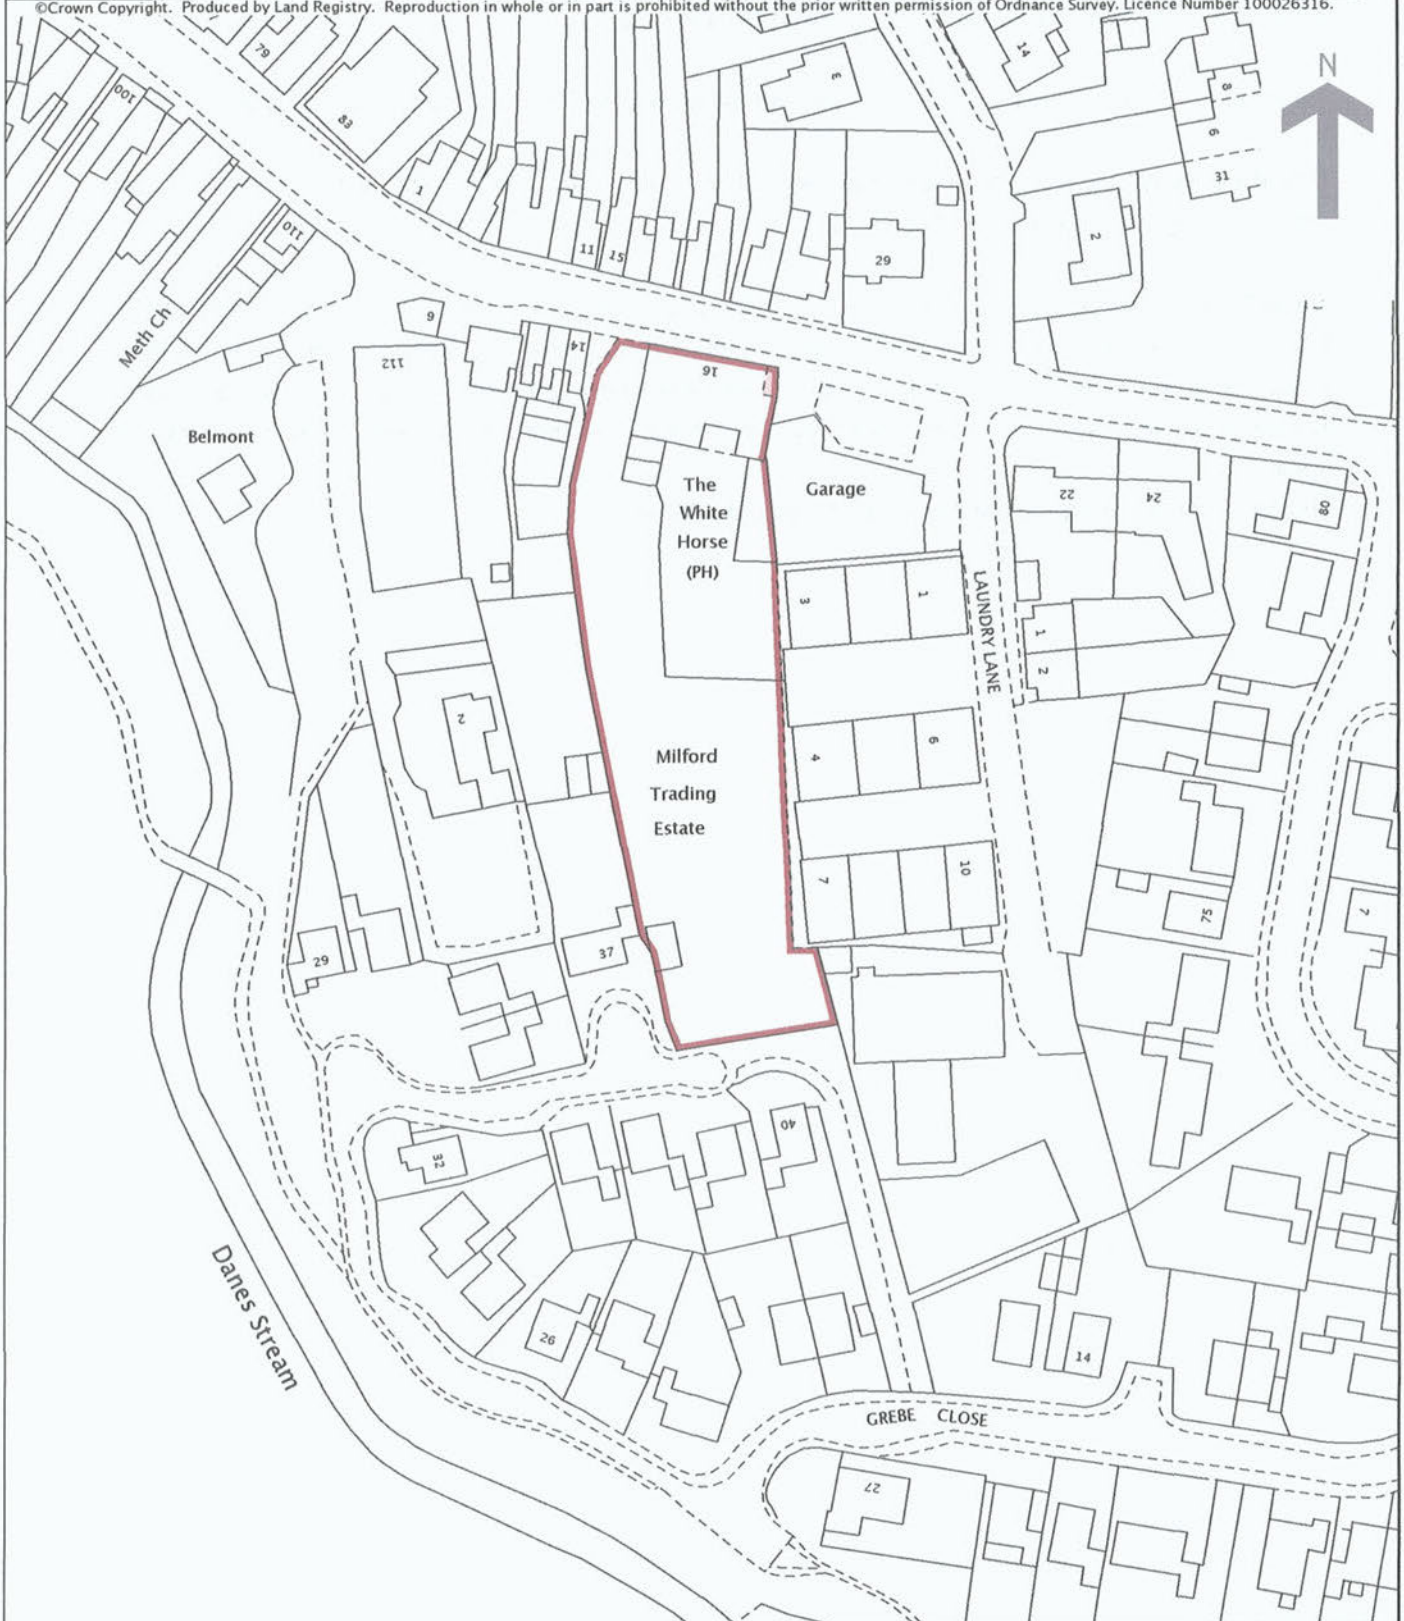 ©Crown Copyright. Produced by Land Registry. Reproduction in whole or in part is prohibited without the prior written permission of Ordnance Survey. Licence Number 100026316.
N
79
83
100
1
110
11
15
3
29
14
8
9
31
2
Meth Ch
9
112
14
16
Belmont
The
White
Horse
(PH)
Garage
22
24
80
3
1
LAUNDRY LANE
1
2
2
Milford
Trading
Estate
4
6
7
10
75
7
29
37
32
40
26
14
Danes Stream
GREBE CLOSE
27